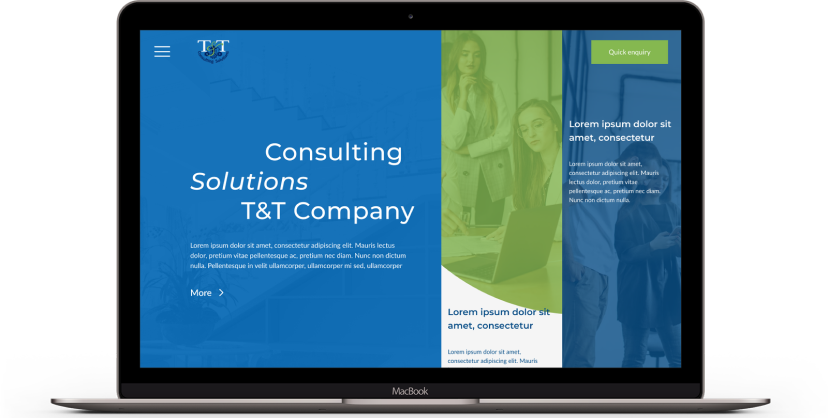 T&T
Quick enquiry
Consulting
Solutions
T&T Company
Lorem ipsum dolor sit amet, consectetur adipiscing elit. Mauris lectus
dolor, pretium vitae pellentesque ac, pretium nec diam. Nunc non dictum
nulla. Pellentesque in velit ullamcorper, ullamcorper mi sed, ullamcorper
More
Lorem ipsum dolor sit
amet, consectetur
Lorem ipsum dolor sit amet,
consectetur adipiscing elit. Mauris
Lorem ipsum dolor sit
amet, consectetur
Lorem ipsum dolor sit amet,
consectetur adipiscing elit. Mauris
lectus dolor, pretium vitae
pellentesque ac, pretium nec diam.
Nunc non dictum nulla.
MacBook